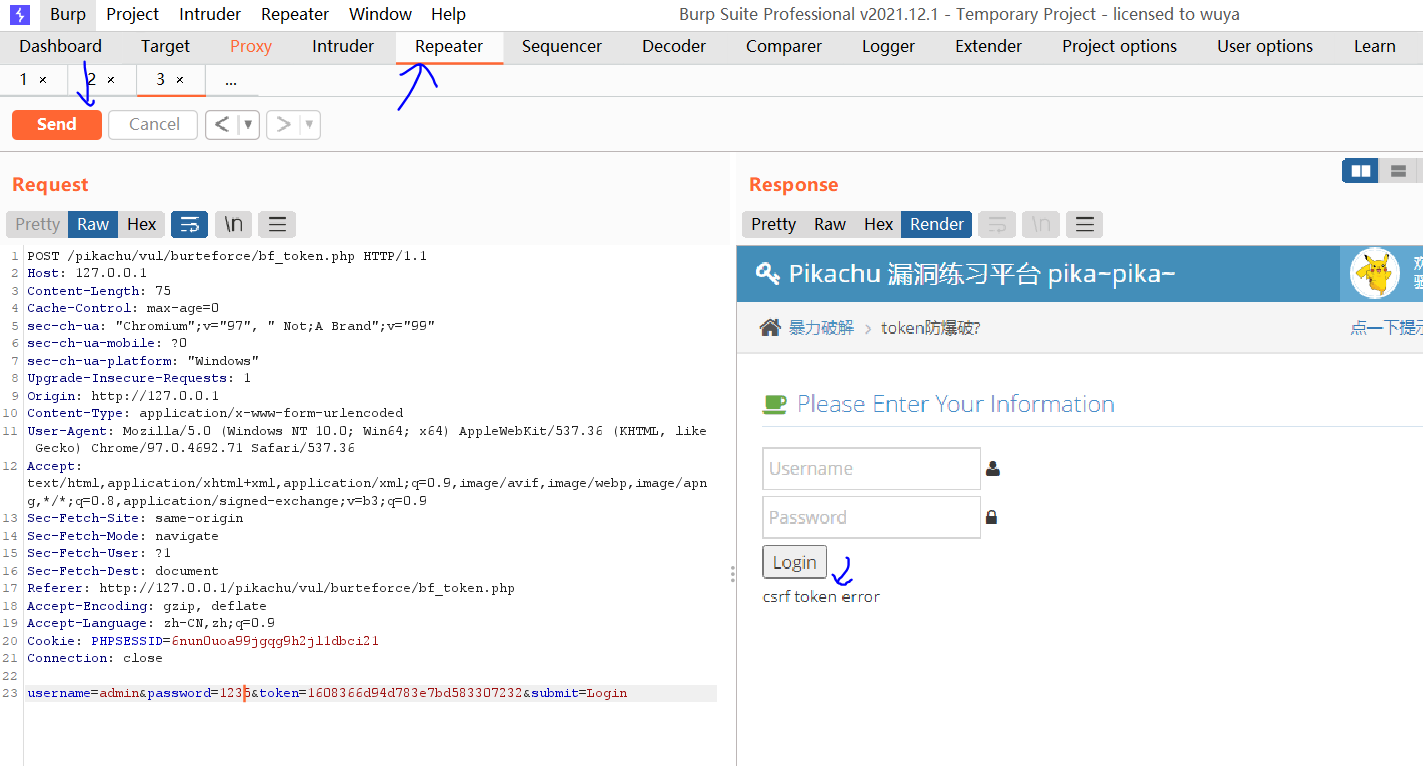 Burp Project Intruder Repeater Window Help Burp Suite Professional v2021.12.1 - Temporary Project - licensed to wuya
Dashboard Target Proxy Intruder Repeater Sequencer Decoder Comparer Logger Extender Project options User options Learn
1 × 2 × 3 × ...
Send Cancel < ▼ > ▼
Request
Pretty Raw Hex \n
1 POST /pikachu/vul/burteforce/bf_token.php HTTP/1.1
2 Host: 127.0.0.1
3 Content-Length: 75
4 Cache-Control: max-age=0
5 sec-ch-ua: "Chromium";v="97", " Not;A Brand";v="99"
6 sec-ch-ua-mobile: ?0
7 sec-ch-ua-platform: "Windows"
8 Upgrade-Insecure-Requests: 1
9 Origin: http://127.0.0.1
10 Content-Type: application/x-www-form-urlencoded
11 User-Agent: Mozilla/5.0 (Windows NT 10.0; Win64; x64) AppleWebKit/537.36 (KHTML, like
Gecko) Chrome/97.0.4692.71 Safari/537.36
12 Accept:
text/html,application/xhtml+xml,application/xml;q=0.9,image/avif,image/webp,image/apn
g,*/*;q=0.8,application/signed-exchange;v=b3;q=0.9
13 Sec-Fetch-Site: same-origin
14 Sec-Fetch-Mode: navigate
15 Sec-Fetch-User: ?1
16 Sec-Fetch-Dest: document
17 Referer: http://127.0.0.1/pikachu/vul/burteforce/bf_token.php
18 Accept-Encoding: gzip, deflate
19 Accept-Language: zh-CN,zh;q=0.9
20 Cookie: PHPSESSID=6nun0uoa99jgqg9h2jl1dbci21
21 Connection: close
22
23 username=admin&password=1235&token=1608366d94d783e7bd583307232&submit=Login
Response
Pretty Raw Hex Render \n
Pikachu 漏洞练习平台 pika~pika~
暴力破解 > token防爆破? 点一下提示
Please Enter Your Information
Username
Password
Login
csrf token error